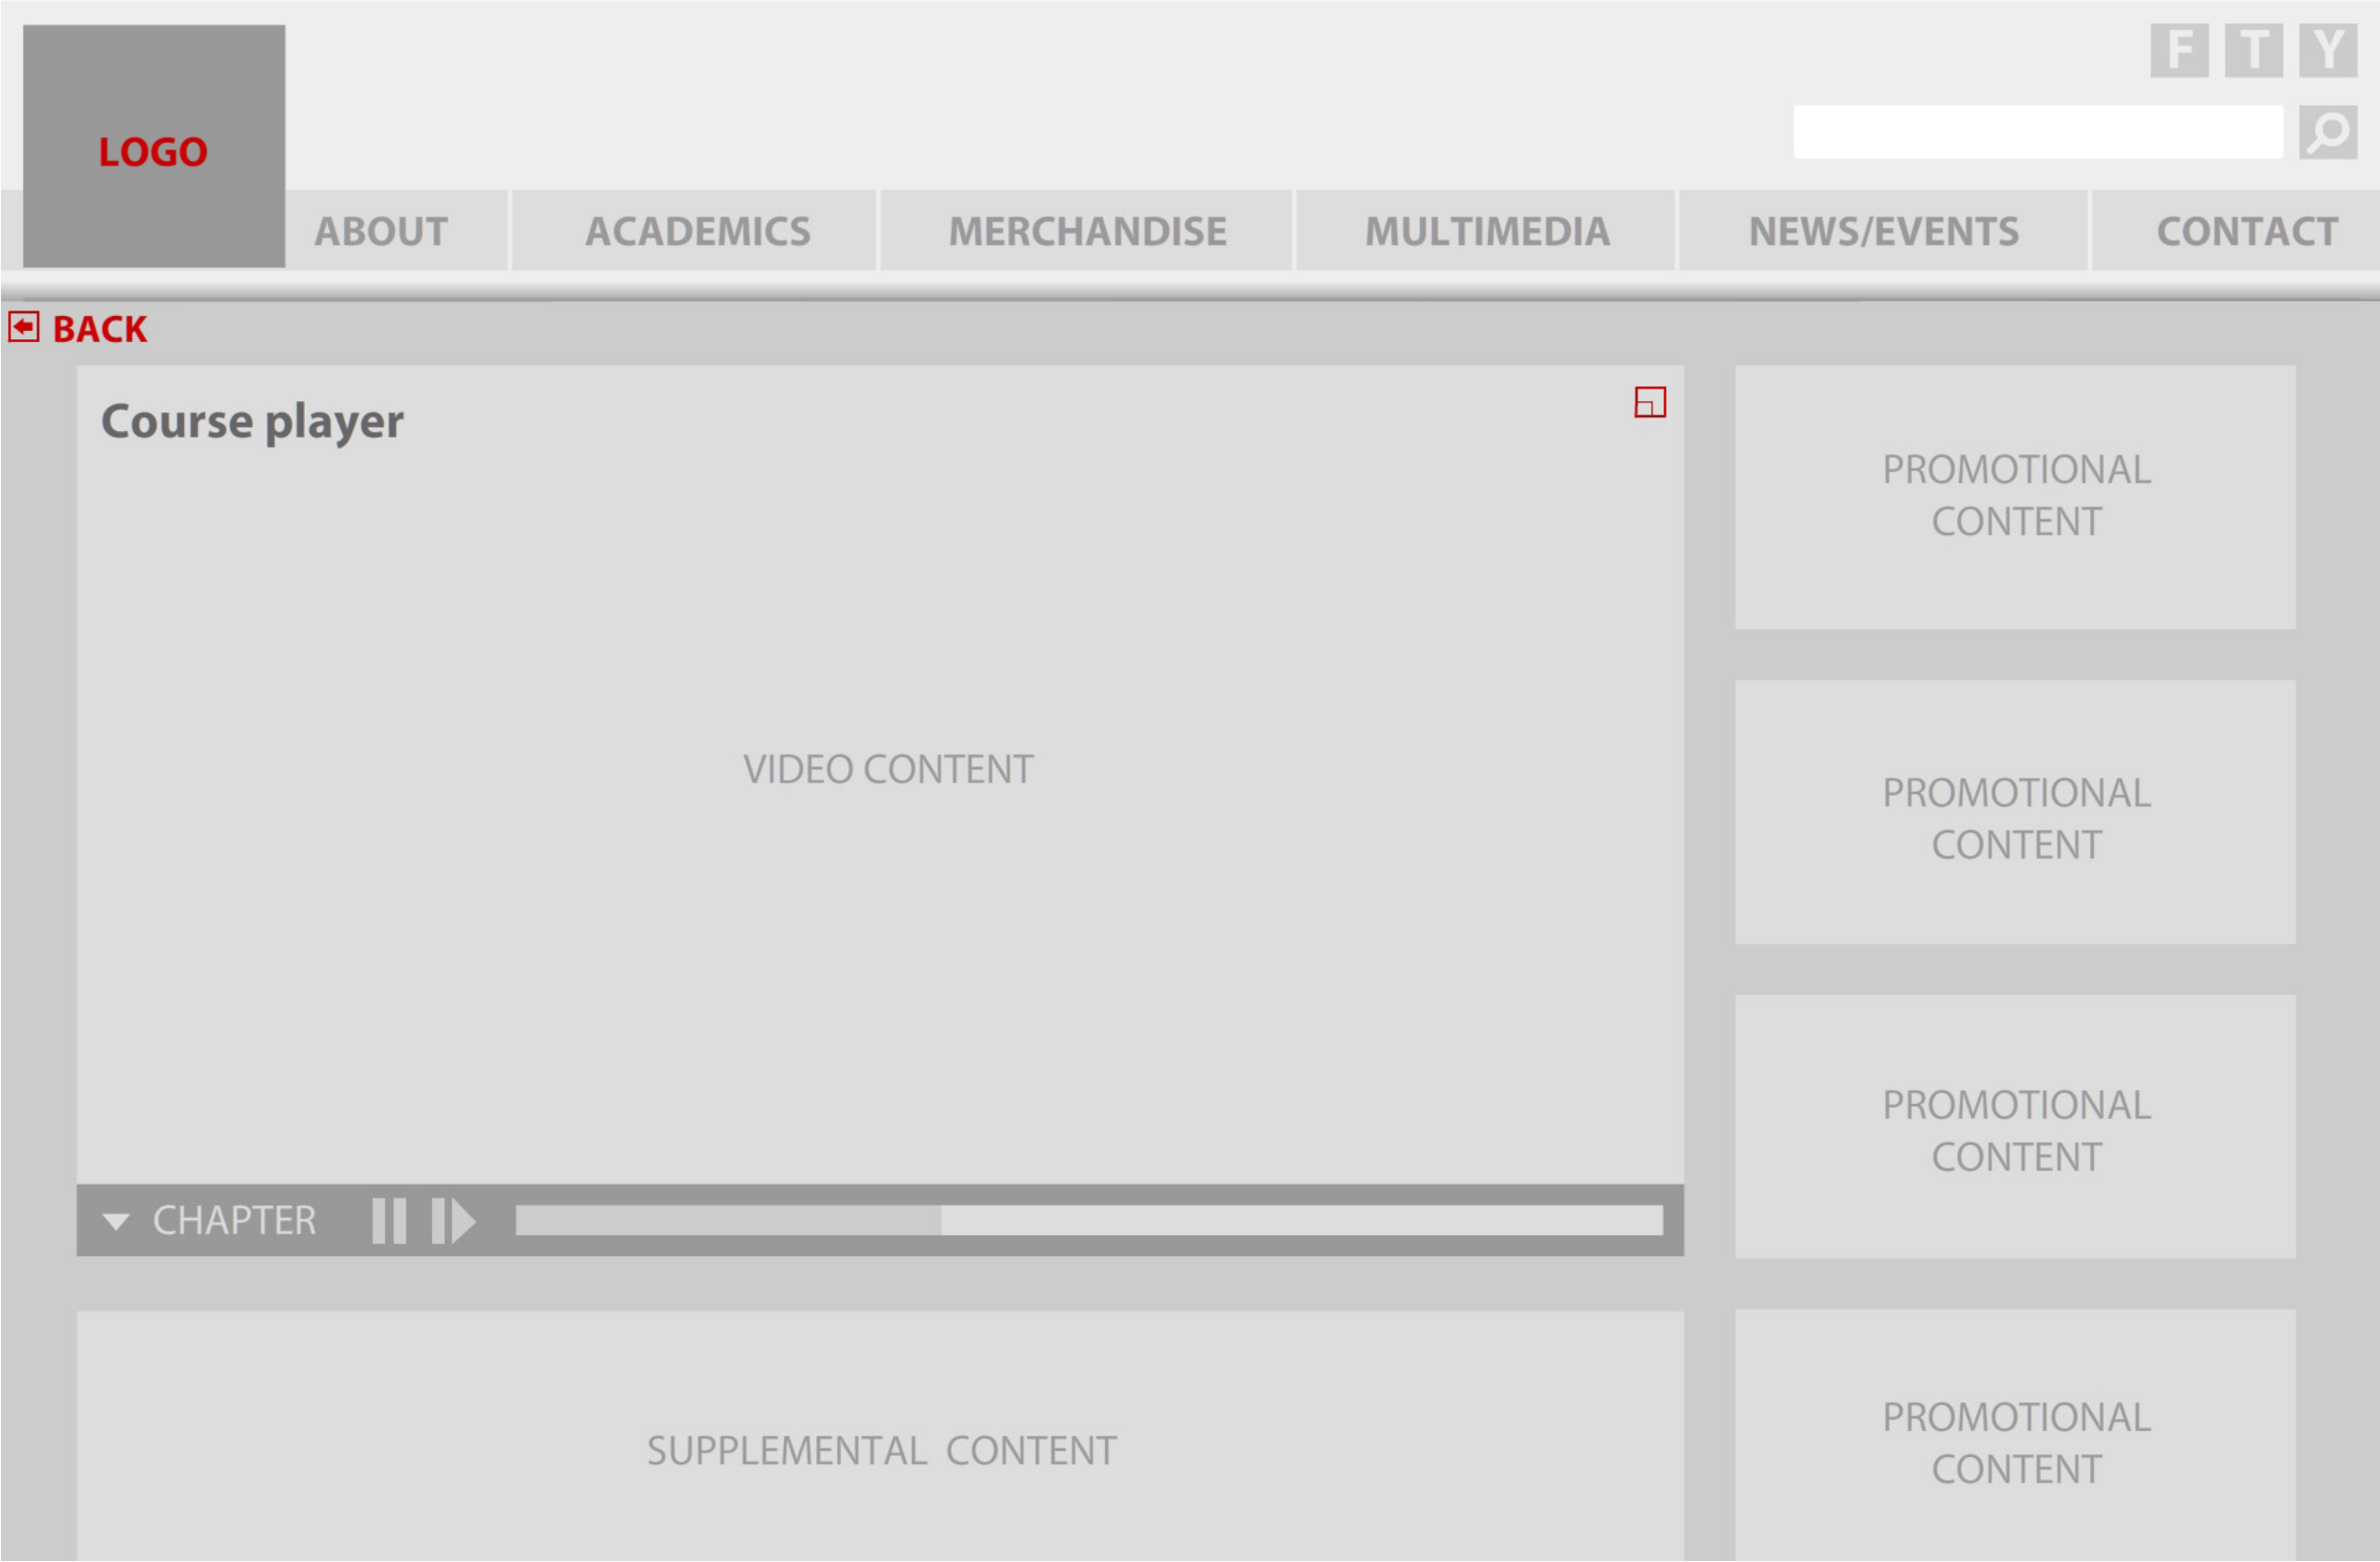 F T Y
LOGO
ABOUT ACADEMICS MERCHANDISE MULTIMEDIA NEWS/EVENTS CONTACT
BACK
Course player
VIDEO CONTENT
CHAPTER
SUPPLEMENTAL CONTENT
PROMOTIONAL
CONTENT
PROMOTIONAL
CONTENT
PROMOTIONAL
CONTENT
PROMOTIONAL
CONTENT